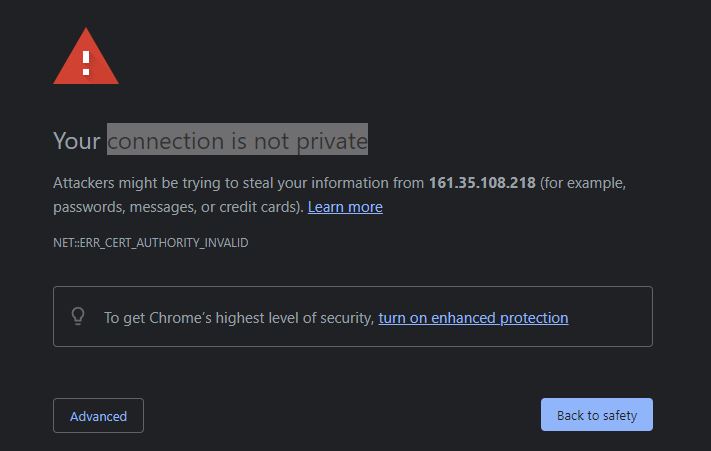 Your connection is not private
Attackers might be trying to steal your information from 161.35.108.218 (for example,
passwords, messages, or credit cards). Learn more
NET::ERR_CERT_AUTHORITY_INVALID
To get Chrome’s highest level of security, turn on enhanced protection
Advanced
Back to safety